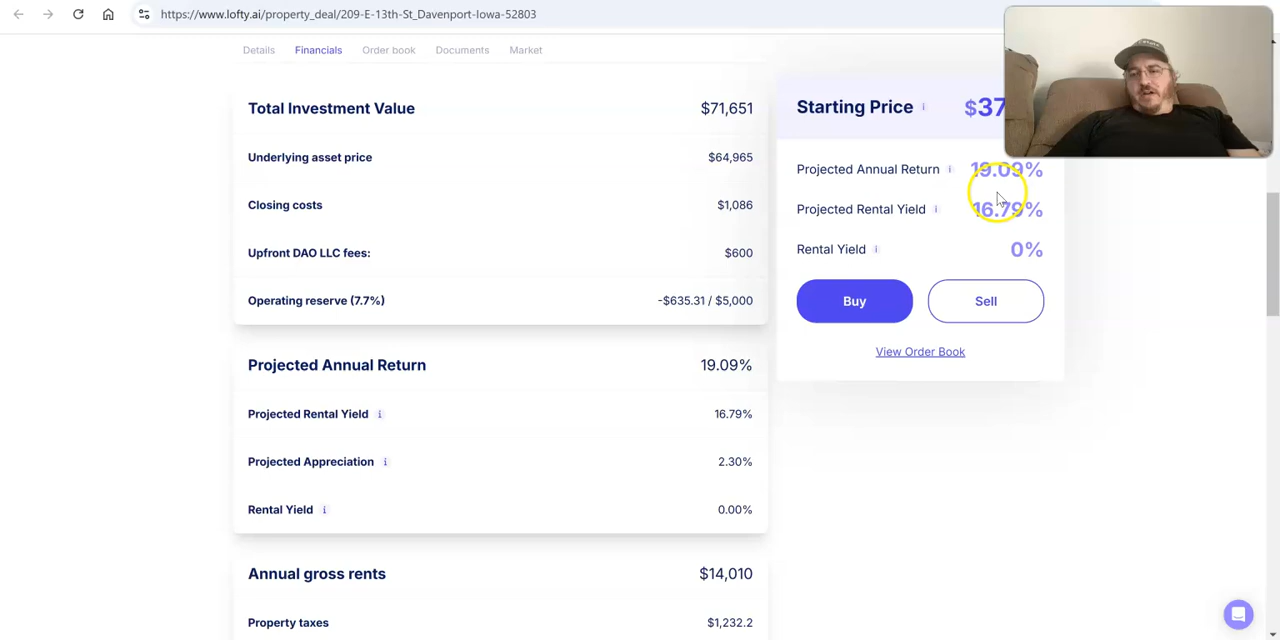 https://www.lofty.ai/property_deal/209-E-13th-St_Davenport-Iowa-52803
Details Financials Order book Documents Market
Total Investment Value $71,651
Underlying asset price $64,965
Closing costs $1,086
Upfront DAO LLC fees: $600
Operating reserve (7.7%) -$635.31 / $5,000
Projected Annual Return 19.09%
Projected Rental Yield i 16.79%
Projected Appreciation i 2.30%
Rental Yield i 0.00%
Annual gross rents $14,010
Property taxes $1,232.2
Starting Price i $37
Projected Annual Return i 19.09%
Projected Rental Yield i 16.79%
Rental Yield i 0%
Buy Sell
View Order Book